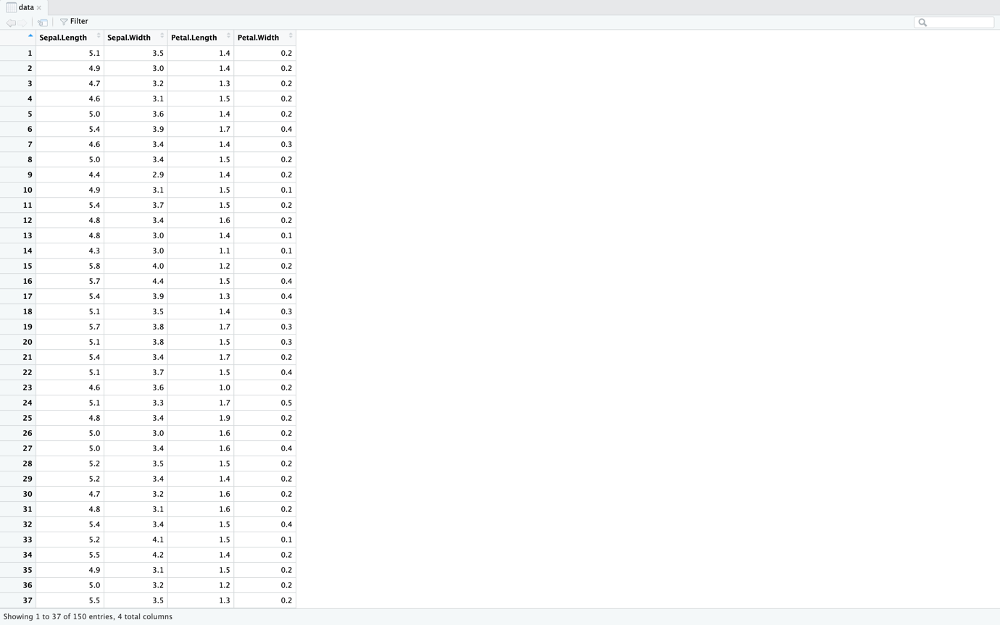 data
Filter
Sepal.Length Sepal.Width Petal.Length Petal.Width
1 5.1 3.5 1.4 0.2
2 4.9 3.0 1.4 0.2
3 4.7 3.2 1.3 0.2
4 4.6 3.1 1.5 0.2
5 5.0 3.6 1.4 0.2
6 5.4 3.9 1.7 0.4
7 4.6 3.4 1.4 0.3
8 5.0 3.4 1.5 0.2
9 4.4 2.9 1.4 0.2
10 4.9 3.1 1.5 0.1
11 5.4 3.7 1.5 0.2
12 4.8 3.4 1.6 0.2
13 4.8 3.0 1.4 0.1
14 4.3 3.0 1.1 0.1
15 5.8 4.0 1.2 0.2
16 5.7 4.4 1.5 0.4
17 5.4 3.9 1.3 0.4
18 5.1 3.5 1.4 0.3
19 5.7 3.8 1.7 0.3
20 5.1 3.8 1.5 0.3
21 5.4 3.4 1.7 0.2
22 5.1 3.7 1.5 0.4
23 4.6 3.6 1.0 0.2
24 5.1 3.3 1.7 0.5
25 4.8 3.4 1.9 0.2
26 5.0 3.0 1.6 0.2
27 5.0 3.4 1.6 0.4
28 5.2 3.5 1.5 0.2
29 5.2 3.4 1.4 0.2
30 4.7 3.2 1.6 0.2
31 4.8 3.1 1.6 0.2
32 5.4 3.4 1.5 0.4
33 5.2 4.1 1.5 0.1
34 5.5 4.2 1.4 0.2
35 4.9 3.1 1.5 0.2
36 5.0 3.2 1.2 0.2
37 5.5 3.5 1.3 0.2
Showing 1 to 37 of 150 entries, 4 total columns